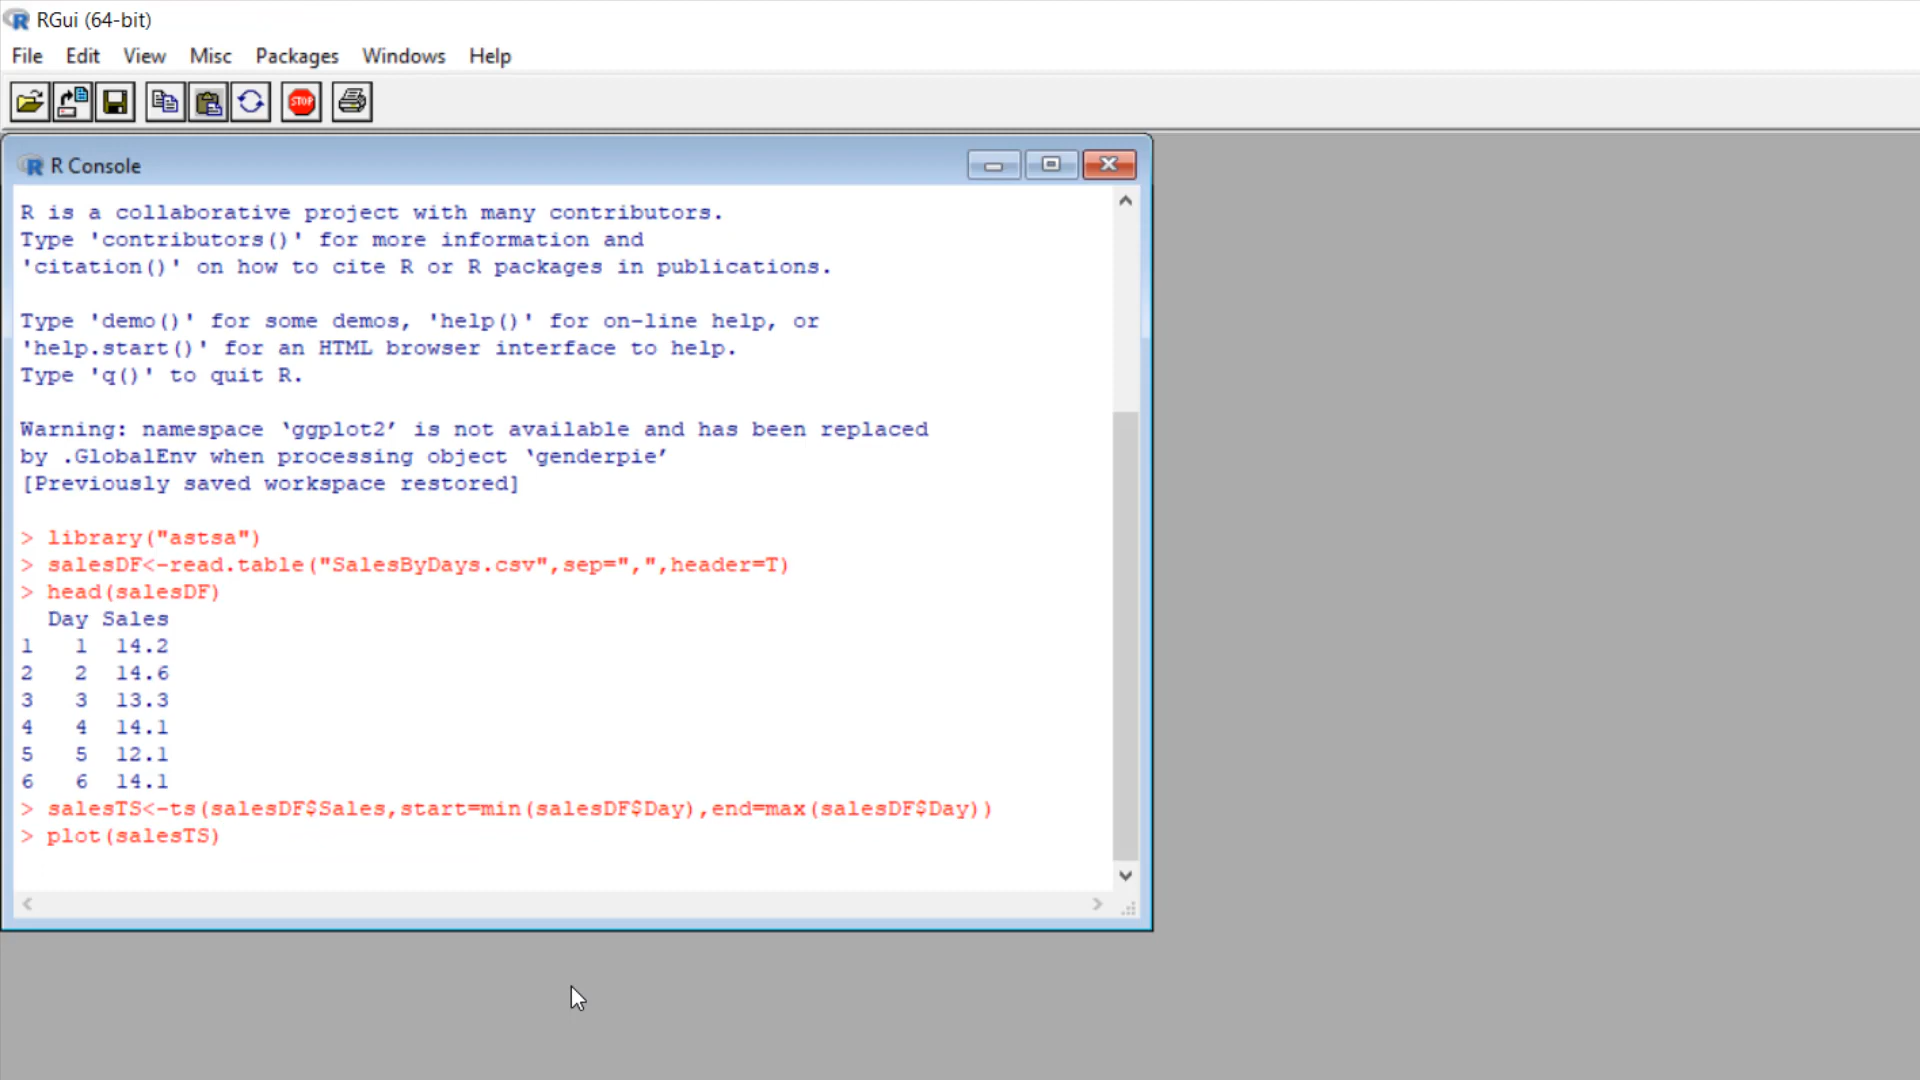 RGui (64-bit)
File Edit View Misc Packages Windows Help
STOP
R Console
R is a collaborative project with many contributors.
Type 'contributors()' for more information and
'citation()' on how to cite R or R packages in publications.
Type 'demo()' for some demos, 'help()' for on-line help, or
'help.start()' for an HTML browser interface to help.
Type 'q()' to quit R.
Warning: namespace ‘ggplot2’ is not available and has been replaced
by .GlobalEnv when processing object ‘genderpie’
[Previously saved workspace restored]
> library("astsa")
> salesDF<-read.table("SalesByDays.csv",sep=",",header=T)
> head(salesDF)
Day Sales
1 1 14.2
2 2 14.6
3 3 13.3
4 4 14.1
5 5 12.1
6 6 14.1
> salesTS<-ts(salesDF$Sales,start=min(salesDF$Day),end=max(salesDF$Day))
> plot(salesTS)